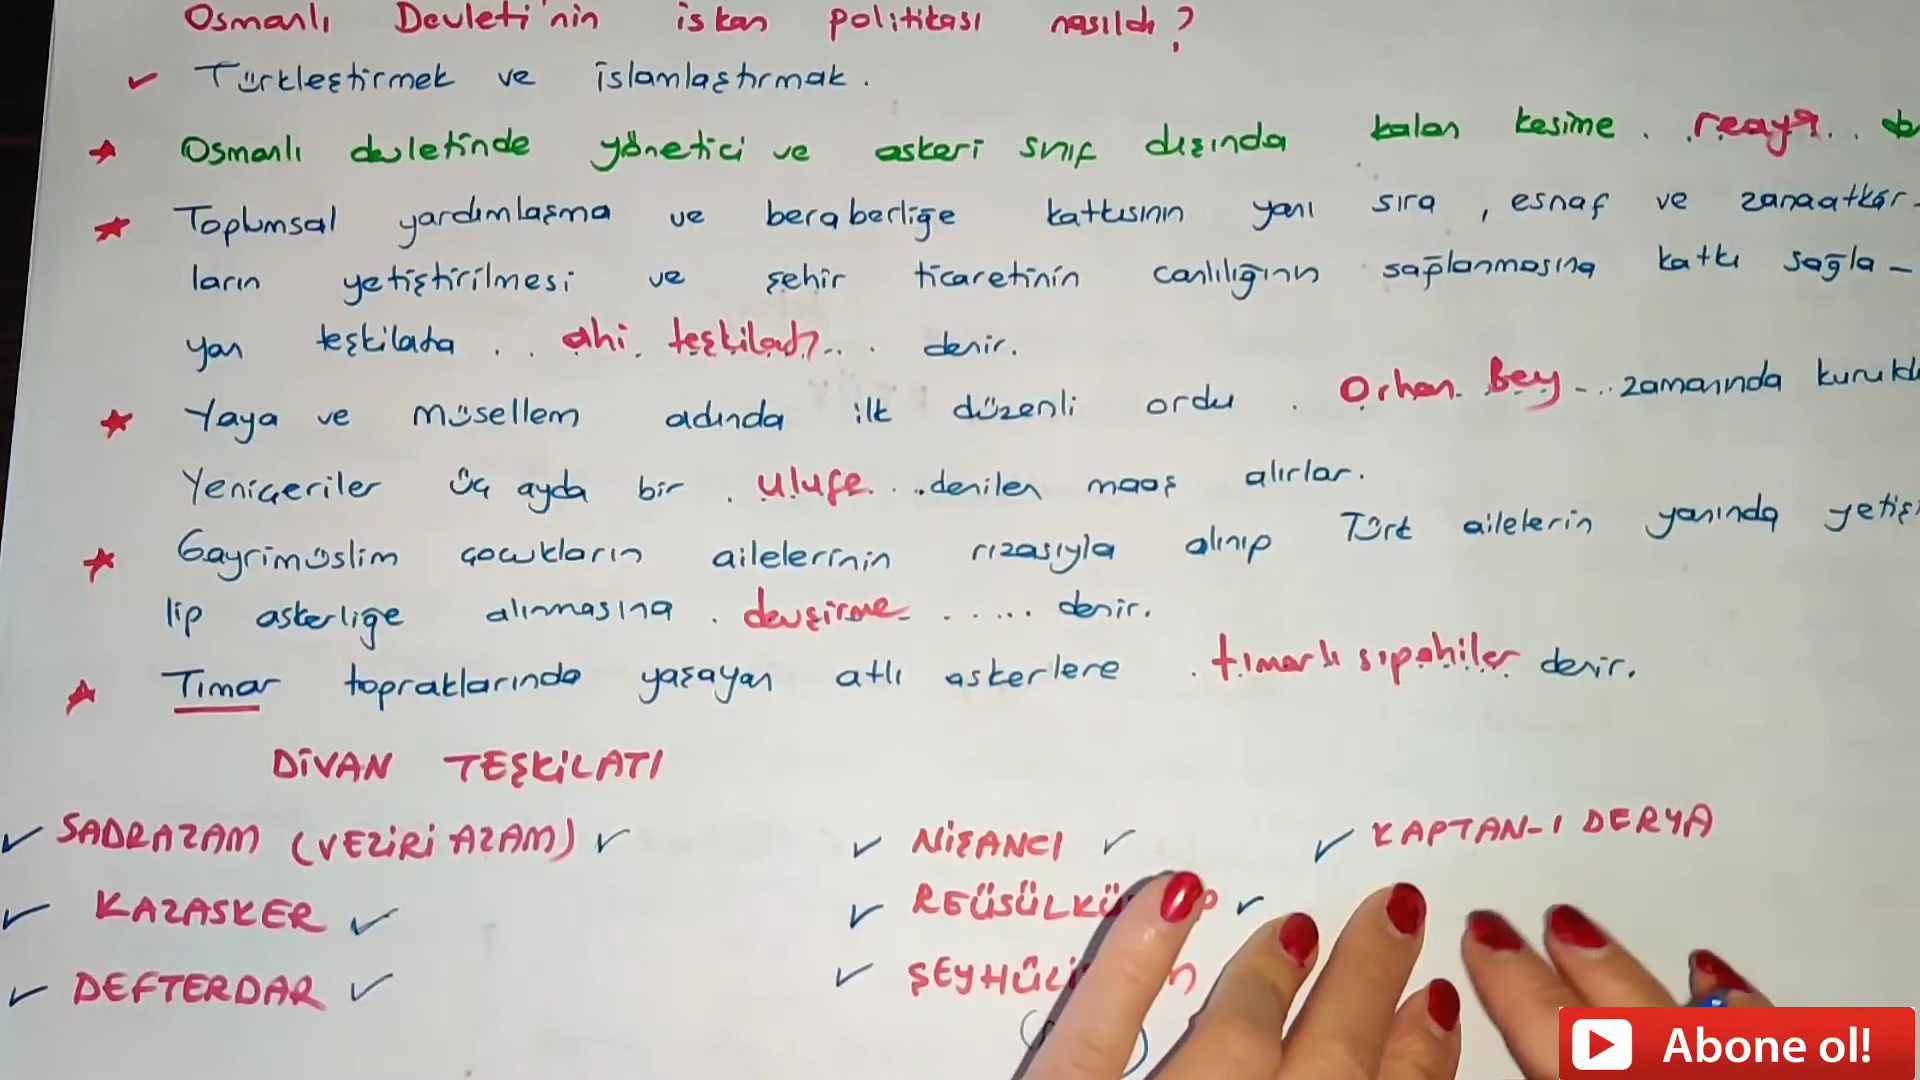 Osmanlı Devleti'nin iskan politikası nasıldı?
Türkleştirmek ve islamlaştırmak.
Osmanlı devletinde yönetici ve askeri sınıf dışında kalan kesime . reaya ..
Toplumsal yardımlaşma ve beraberliğe katkısının yanı sıra , esnaf ve zanaatkar-
ların yetiştirilmesi ve şehir ticaretinin canlılığının sağlanmasına katkı sağla -
yan teşkilata . . ahi teşkilatı ... denir.
Yaya ve müsellem adında ilk düzenli ordu . Orhan Bey ... zamanında
Yeniçeriler üç ayda bir . ulufe ... denilen maaş alırlar.
Gayrimüslim çocukların ailelerinin rızasıyla alınıp Türk ailelerin yanında yetiş
lip askerliğe alınmasına . devşirme ..... denir.
Tımar topraklarında yaşayan atlı askerlere . tımarlı sipahiler denir.
DİVAN TEŞKİLATI
SADRAZAM (VEZİRİ AZAM) NİŞANCI KAPTAN-I DERYA
KAZASKER
DEFTERDAR
Abone ol!